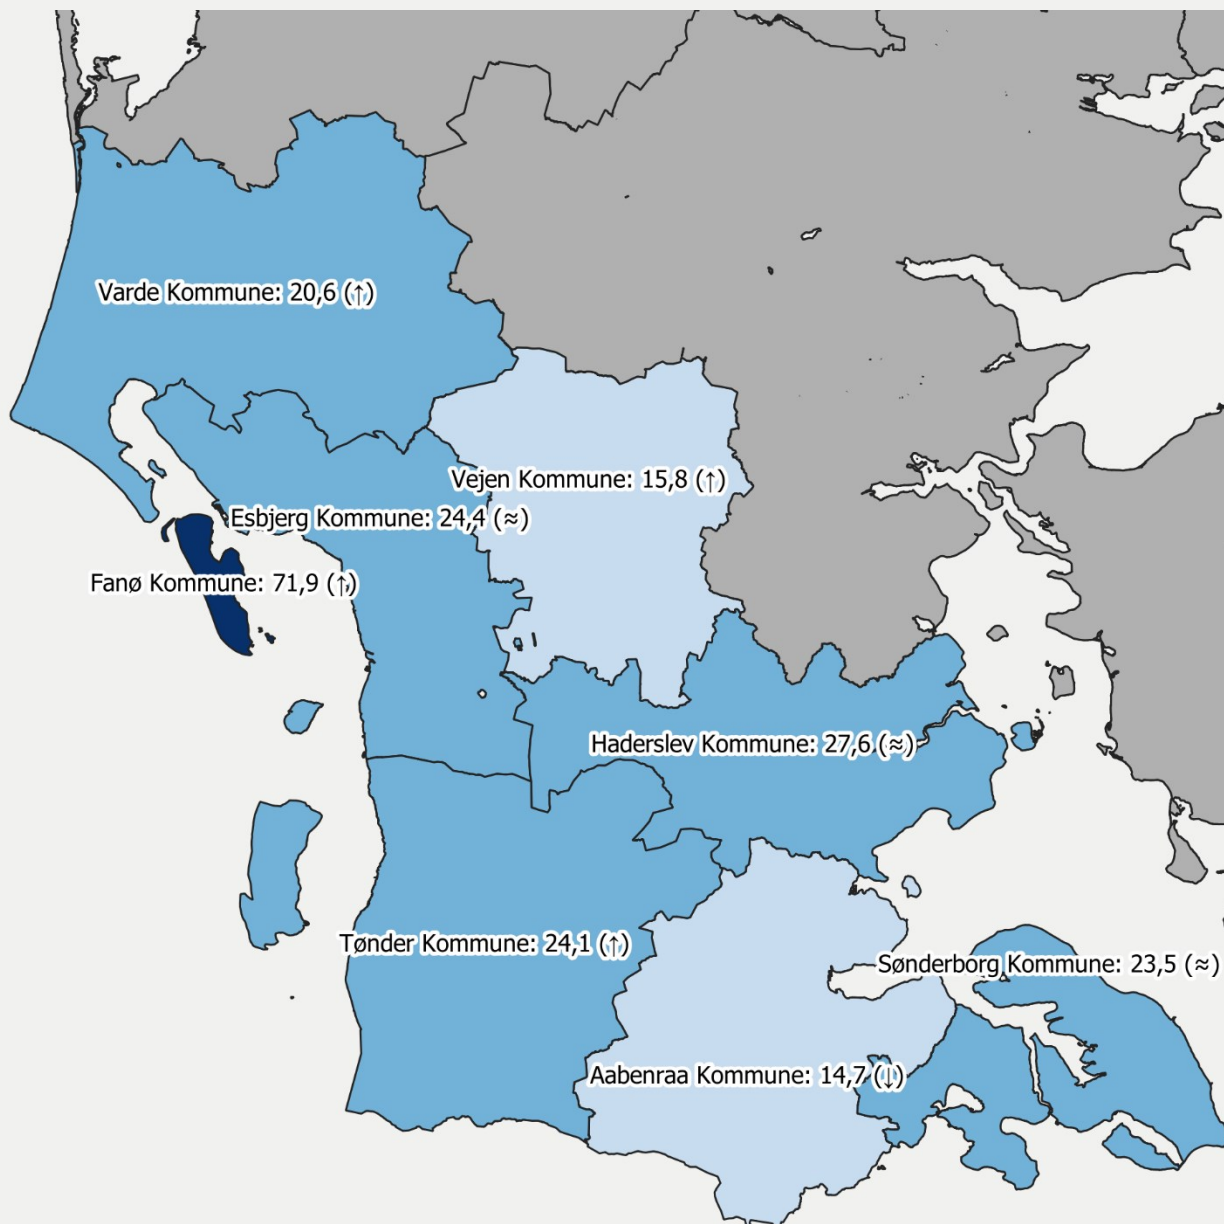 Varde Kommune: 20,6 (↑)
Vejen Kommune: 15,8 (↑)
Esbjerg Kommune: 24,4 (≈)
Fanø Kommune: 71,9 (↑)
Haderslev Kommune: 27,6 (≈)
Tønder Kommune: 24,1 (↑)
Sønderborg Kommune: 23,5 (≈)
Aabenraa Kommune: 14,7 (↓)